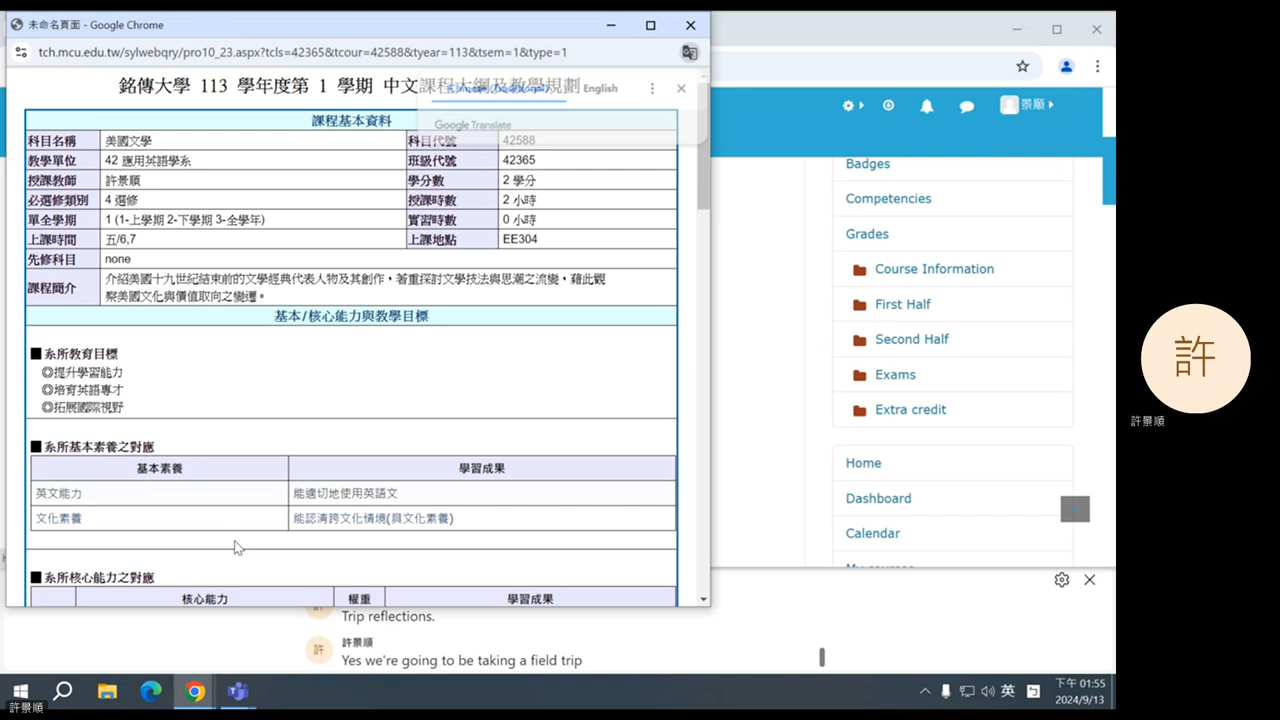 未命名頁面 - Google Chrome
tch.mcu.edu.tw/sylwebqry/pro10_23.aspx?tcls=42365&tcour=42588&tyear=113&tsem=1&type=1
銘傳大學 113 學年度第 1 學期 中文課程大綱及教學規劃
English
Google Translate
課程基本資料
科目名稱 美國文學 科目代號 42588
教學單位 42 應用英語學系 班級代號 42365
授課教師 許景順 學分數 2 學分
必選修類別 4 選修 授課時數 2 小時
單全學期 1 (1-上學期 2-下學期 3-全學年) 實習時數 0 小時
上課時間 五/6,7 上課地點 EE304
先修科目 none
課程簡介 介紹美國十九世紀結束前的文學經典代表人物及其創作，著重探討文學技法與思潮之流變，藉此觀
察美國文化與價值取向之變遷。
基本/核心能力與教學目標
■ 系所教育目標
◎提升學習能力
◎培育英語專才
◎拓展國際視野
■ 系所基本素養之對應
基本素養 學習成果
英文能力 能適切地使用英語文
文化素養 能認清跨文化情境(具文化素養)
■ 系所核心能力之對應
核心能力 權重 學習成果
景順
Badges
Competencies
Grades
Course Information
First Half
Second Half
Exams
Extra credit
Home
Dashboard
Calendar
My courses
Trip reflections.
許
許景順
Yes we're going to be taking a field trip
許
許景順
英
下午 01:55
2024/9/13
許景順